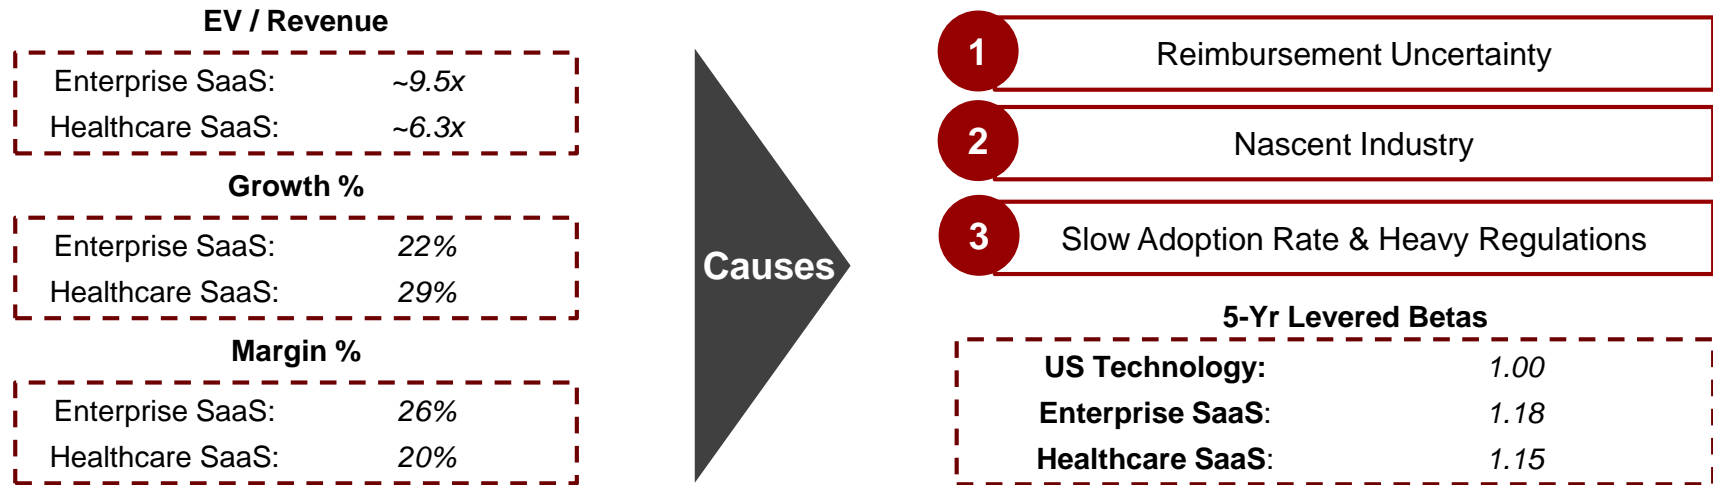 EV / Revenue
Enterprise SaaS: ~9.5x
Healthcare SaaS: ~6.3x
Growth %
Enterprise SaaS: 22%
Healthcare SaaS: 29%
Margin %
Enterprise SaaS: 26%
Healthcare SaaS: 20%
Causes
1 Reimbursement Uncertainty
2 Nascent Industry
3 Slow Adoption Rate & Heavy Regulations
5-Yr Levered Betas
US Technology: 1.00
Enterprise SaaS: 1.18
Healthcare SaaS: 1.15